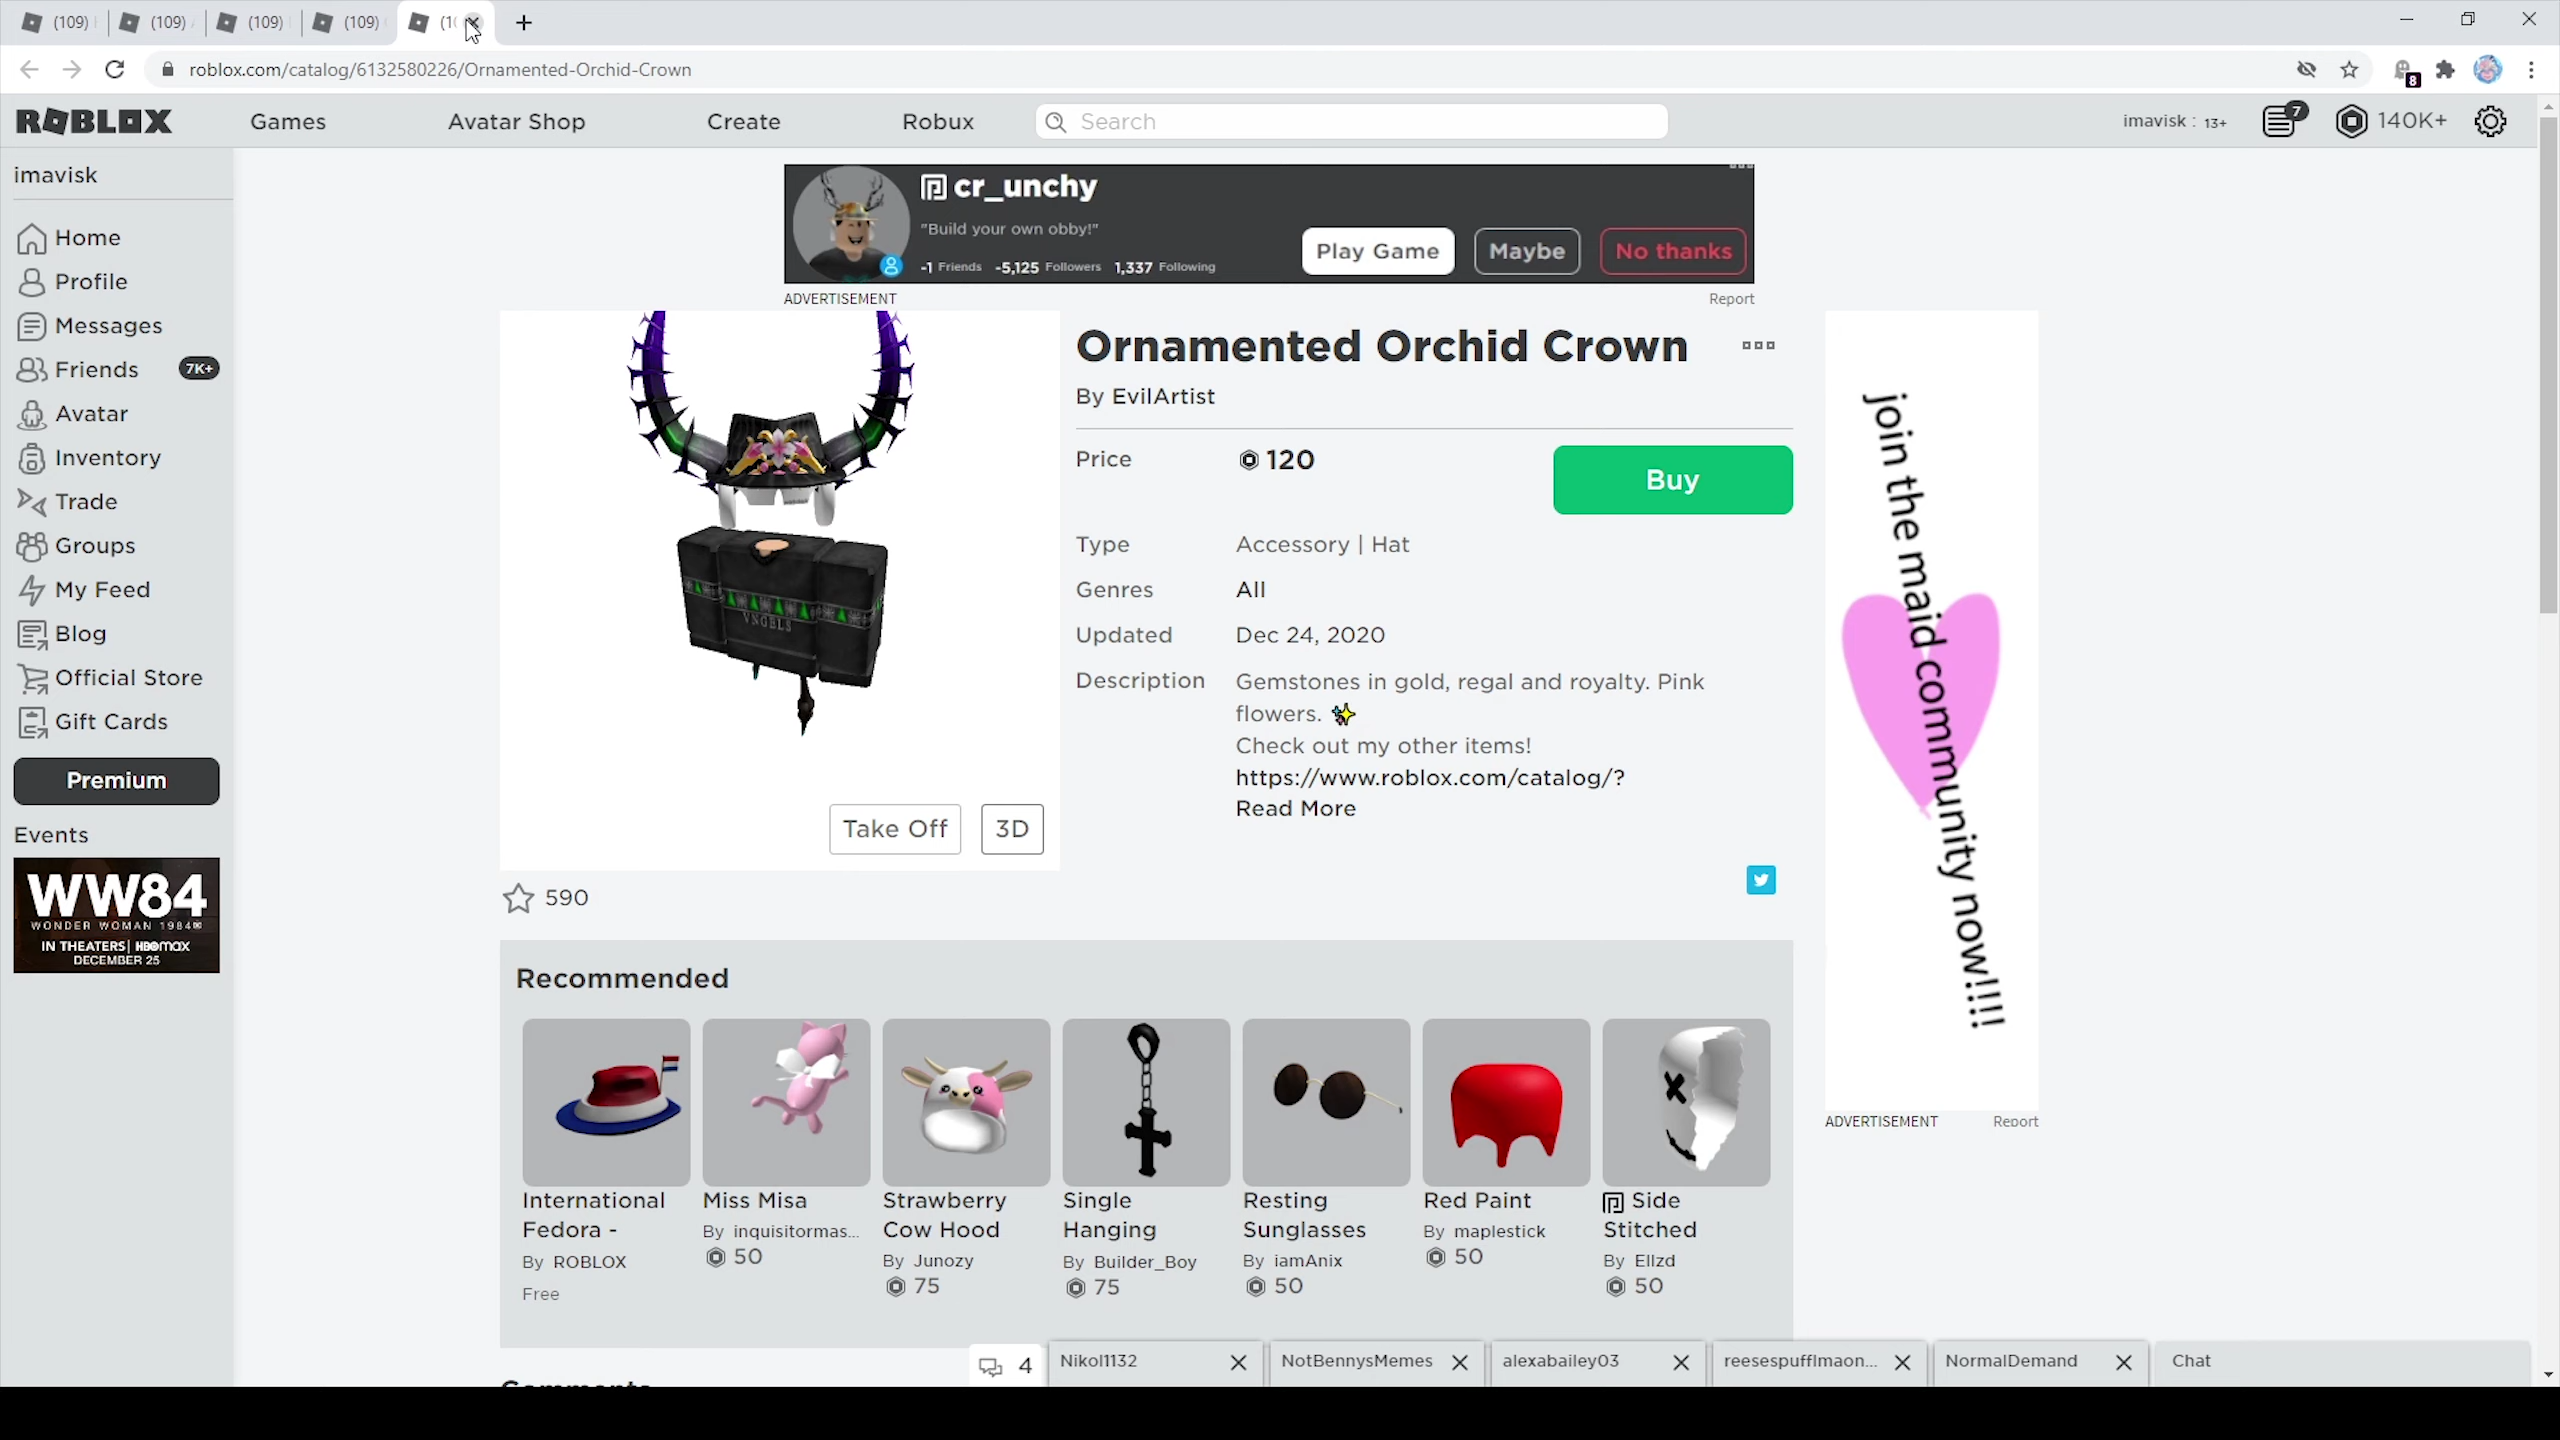 (109)
(109)
(109)
(109)
roblox.com/catalog/6132580226/Ornamented-Orchid-Crown
8
ROBLOX
Games
Avatar Shop
Create
Robux
Search
imavisk : 13+
7
140K+
imavisk
Home
Profile
Messages
Friends
7K+
Avatar
Inventory
Trade
Groups
My Feed
Blog
Official Store
Gift Cards
Premium
Events
WW84
WONDER WOMAN 1984
IN THEATERS | HBOmax
DECEMBER 25
cr_unchy
"Build your own obby!"
-1 Friends -5,125 Followers 1,337 Following
Play Game
Maybe
No thanks
ADVERTISEMENT
Report
VNGELS
Take Off
3D
590
Ornamented Orchid Crown
By EvilArtist
Price
120
Buy
Type
Accessory | Hat
Genres
All
Updated
Dec 24, 2020
Description
Gemstones in gold, regal and royalty. Pink
flowers. ✨
Check out my other items!
https://www.roblox.com/catalog/?
Read More
join the maid community now!!!!
ADVERTISEMENT
Report
Recommended
International
Fedora -
By ROBLOX
Free
Miss Misa
By inquisitormas...
50
Strawberry
Cow Hood
By Junozy
75
Single
Hanging
By Builder_Boy
75
Resting
Sunglasses
By iamAnix
50
Red Paint
By maplestick
50
Side
Stitched
By Ellzd
50
Comments
4
Nikol1132
NotBennysMemes
alexabailey03
reesespufflmaon...
NormalDemand
Chat